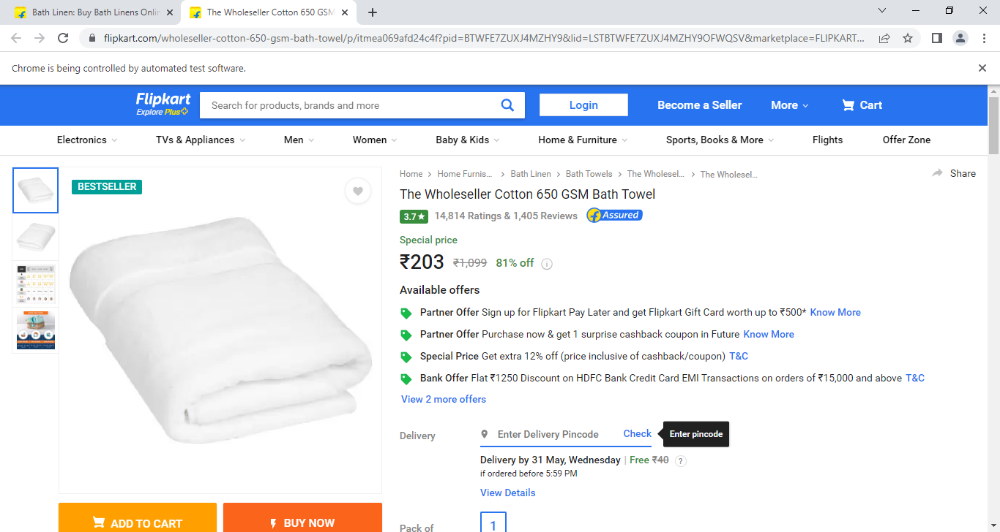 Bath Linen: Buy Bath Linens Onlin
The Wholeseller Cotton 650 GSM
flipkart.com/wholeseller-cotton-650-gsm-bath-towel/p/itmea069afd24c4f?pid=BTWFE7ZUXJ4MZHY9&lid=LSTBTWFE7ZUXJ4MZHY9OFWQSV&marketplace=FLIPKART...
Chrome is being controlled by automated test software.
Flipkart
Explore Plus
Search for products, brands and more
Login
Become a Seller
More
Cart
Electronics
TVs & Appliances
Men
Women
Baby & Kids
Home & Furniture
Sports, Books & More
Flights
Offer Zone
BESTSELLER
Home
Home Furnis...
Bath Linen
Bath Towels
The Wholesel...
The Wholesel...
Share
The Wholeseller Cotton 650 GSM Bath Towel
3.7★
14,814 Ratings & 1,405 Reviews
Assured
Special price
₹203 ₹1,099 81% off
Available offers
Partner Offer Sign up for Flipkart Pay Later and get Flipkart Gift Card worth up to ₹500* Know More
Partner Offer Purchase now & get 1 surprise cashback coupon in Future Know More
Special Price Get extra 12% off (price inclusive of cashback/coupon) T&C
Bank Offer Flat ₹1250 Discount on HDFC Bank Credit Card EMI Transactions on orders of ₹15,000 and above T&C
View 2 more offers
Delivery
Enter Delivery Pincode
Check
Enter pincode
Delivery by 31 May, Wednesday | Free ₹40 ?
if ordered before 5:59 PM
View Details
ADD TO CART
BUY NOW
Pack of
1